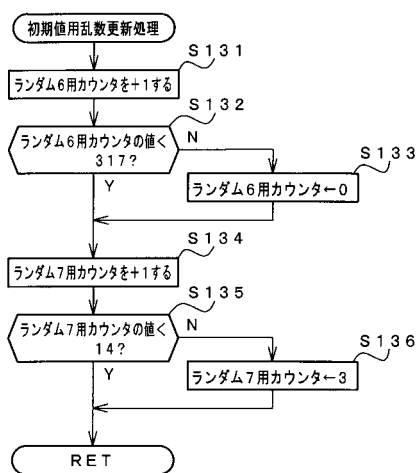 初期値用乱数更新処理
S131
ランダム6用カウンタを+1する
S132
ランダム6用カウンタの値<
317?
N
Y
S133
ランダム6用カウンタ←0
S134
ランダム7用カウンタを+1する
S135
ランダム7用カウンタの値<
14?
N
Y
S136
ランダム7用カウンタ←3
RET